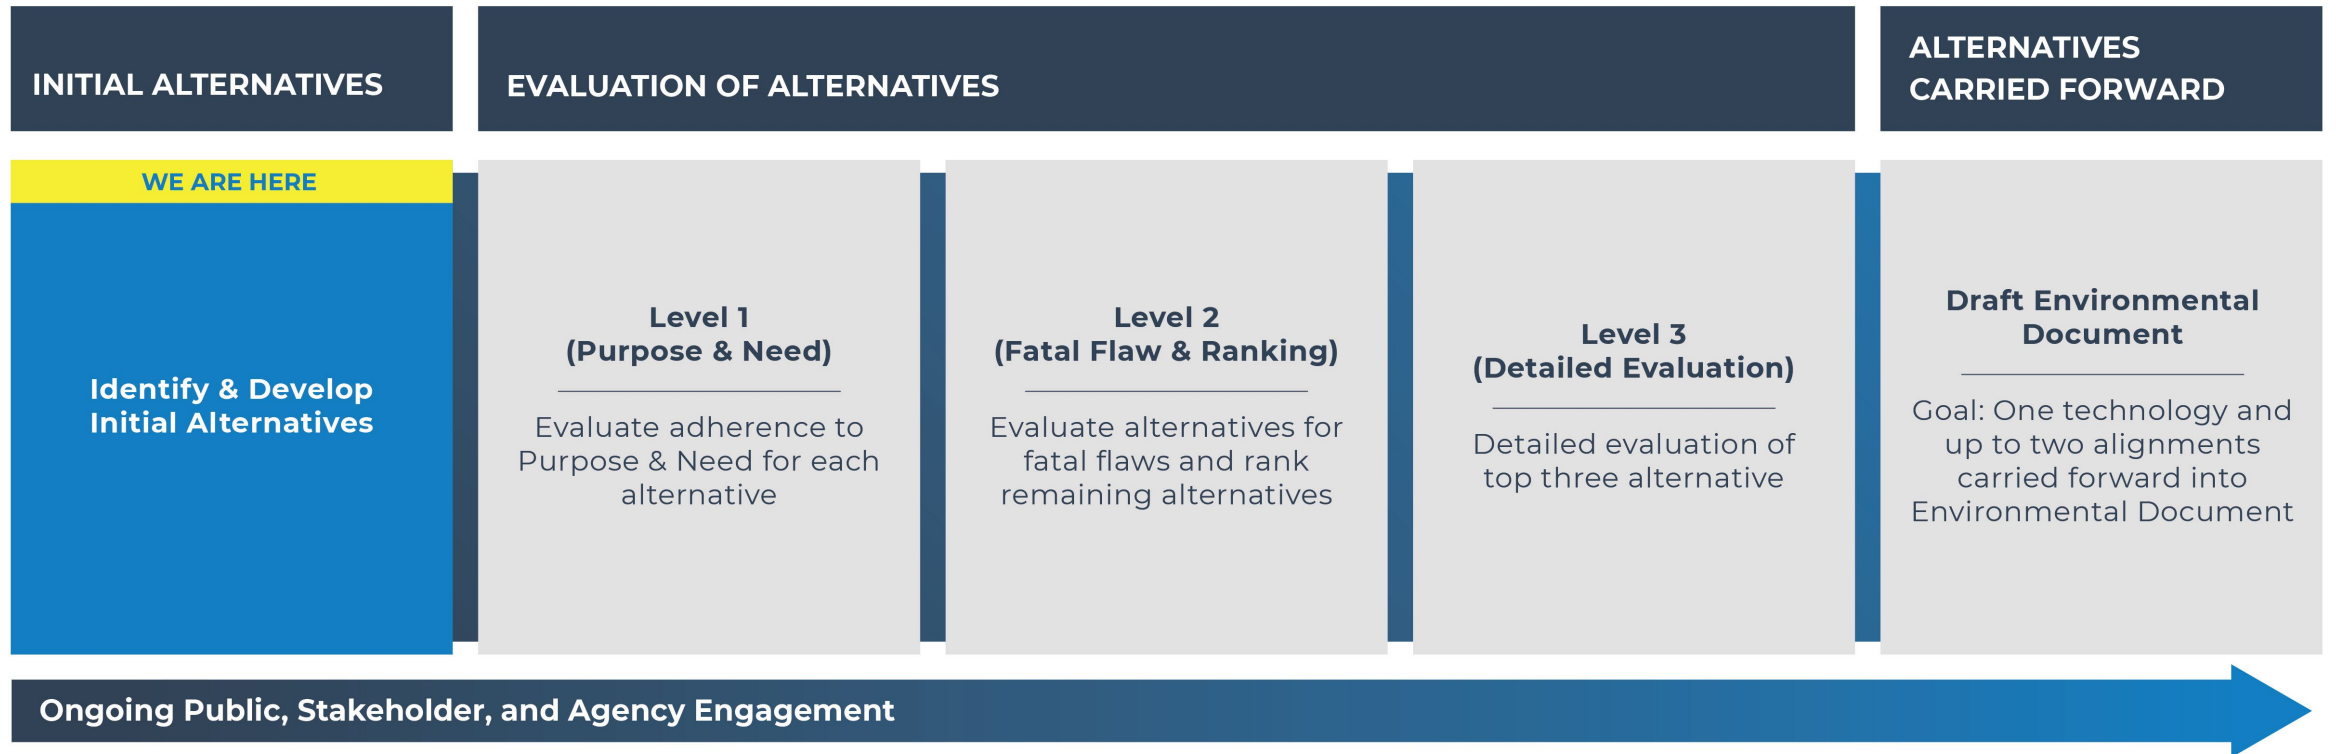 INITIAL ALTERNATIVES
EVALUATION OF ALTERNATIVES
ALTERNATIVES
CARRIED FORWARD
WE ARE HERE
Identify & Develop
Initial Alternatives
Level 1
(Purpose & Need)
Evaluate adherence to
Purpose & Need for each
alternative
Level 2
(Fatal Flaw & Ranking)
Evaluate alternatives for
fatal flaws and rank
remaining alternatives
Level 3
(Detailed Evaluation)
Detailed evaluation of
top three alternative
Draft Environmental
Document
Goal: One technology and
up to two alignments
carried forward into
Environmental Document
Ongoing Public, Stakeholder, and Agency Engagement